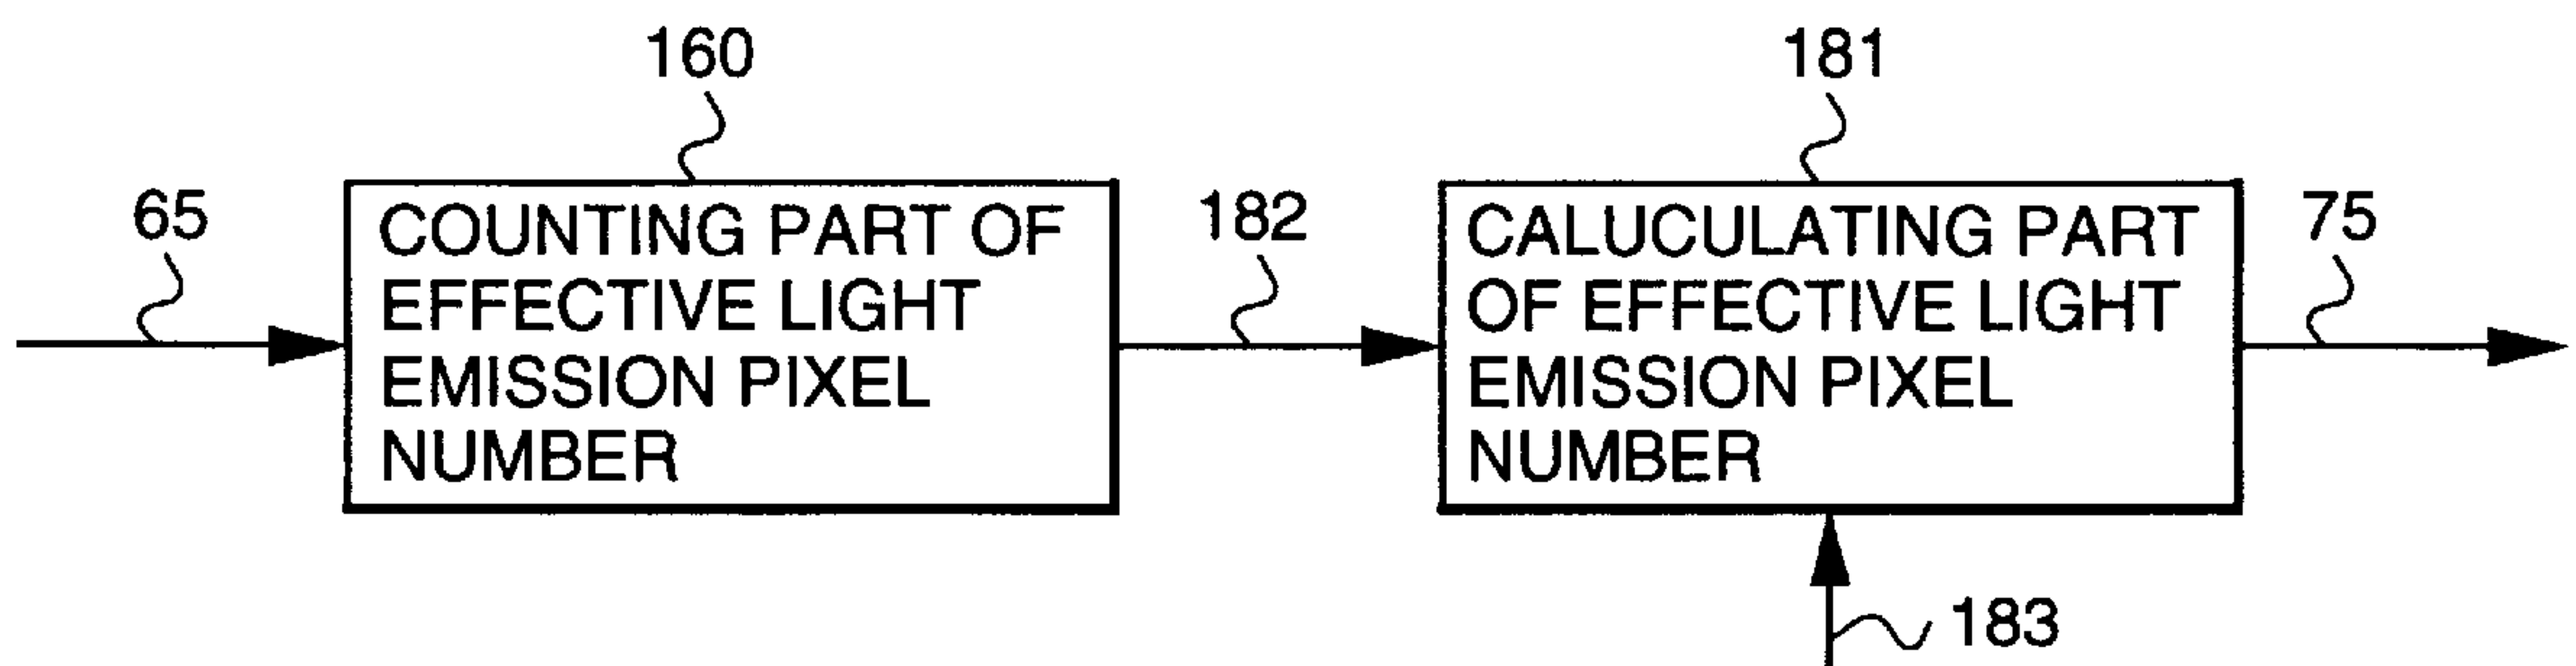 160
181
65
182
75
COUNTING PART OF
EFFECTIVE LIGHT
EMISSION PIXEL
NUMBER
CALUCULATING PART
OF EFFECTIVE LIGHT
EMISSION PIXEL
NUMBER
183